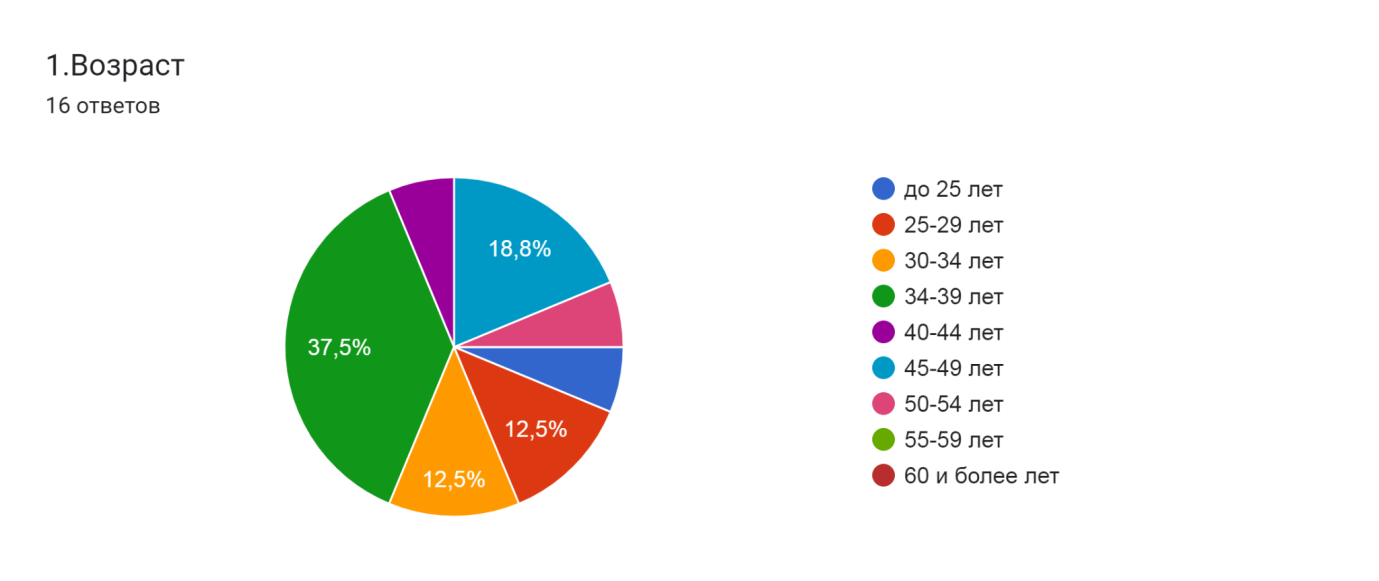 1.Возраст
16 ответов
18,8%
37,5%
12,5%
12,5%
до 25 лет
25-29 лет
30-34 лет
34-39 лет
40-44 лет
45-49 лет
50-54 лет
55-59 лет
60 и более лет